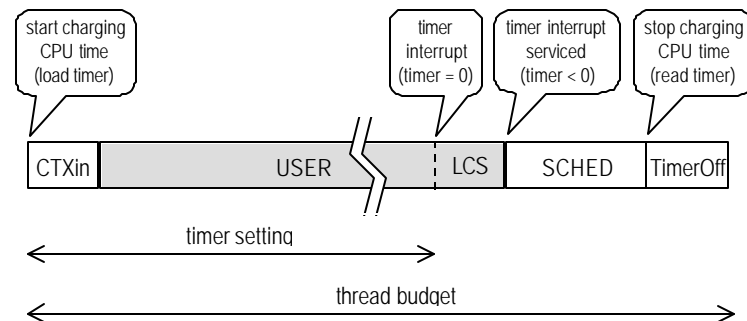 start charging
CPU time
(load timer)
timer
interrupt
(timer = 0)
timer interrupt
serviced
(timer < 0)
stop charging
CPU time
(read timer)
CTXin
USER
LCS
SCHED
TimerOff
timer setting
thread budget